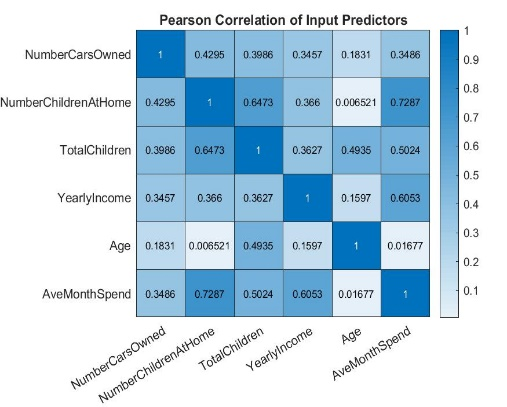 Pearson Correlation of Input Predictors
NumberCarsOwned 1 0.4295 0.3986 0.3457 0.1831 0.3486
NumberChildrenAtHome 0.4295 1 0.6473 0.366 0.006521 0.7287
TotalChildren 0.3986 0.6473 1 0.3627 0.4935 0.5024
YearlyIncome 0.3457 0.366 0.3627 1 0.1597 0.6053
Age 0.1831 0.006521 0.4935 0.1597 1 0.01677
AveMonthSpend 0.3486 0.7287 0.5024 0.6053 0.01677 1
NumberCarsOwned
NumberChildrenAtHome
TotalChildren
YearlyIncome
Age
AveMonthSpend
1
0.9
0.8
0.7
0.6
0.5
0.4
0.3
0.2
0.1